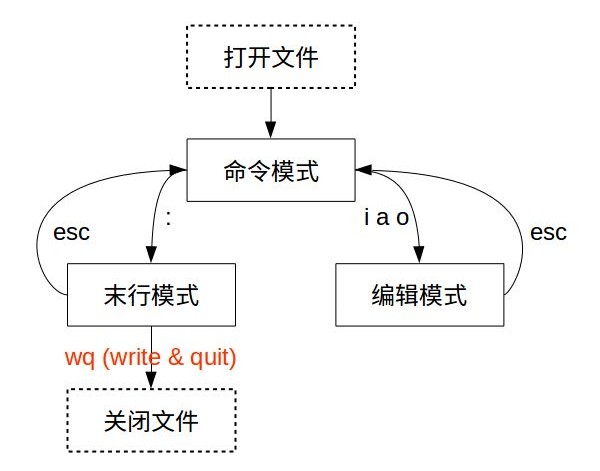 打开文件
命令模式
:
i a o
esc
esc
末行模式
编辑模式
wq (write & quit)
关闭文件